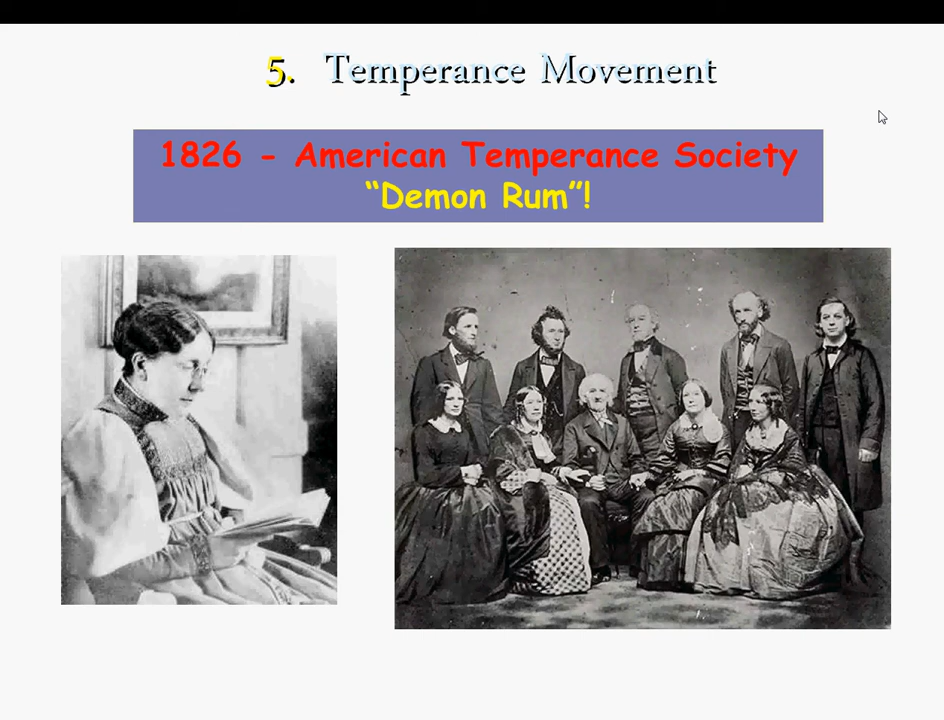 5. Temperance Movement
1826 - American Temperance Society
“Demon Rum”!